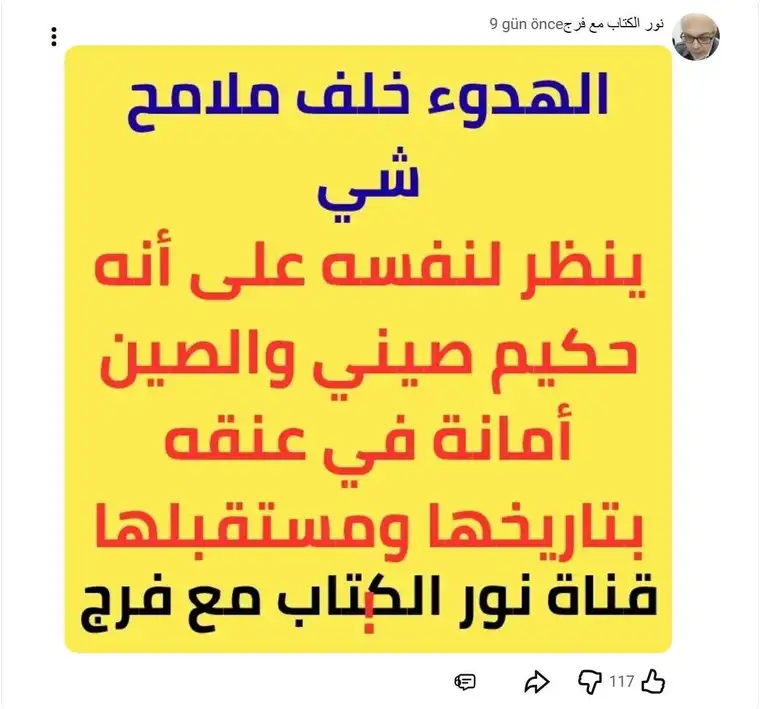 نور الكتاب مع فرج 9 gün önce
الهدوء خلف ملامح
شي
ينظر لنفسه على أنه
حكيم صيني والصين
أمانة في عنقه
بتاريخها ومستقبلها
!
قناة نور الكتاب مع فرج
117